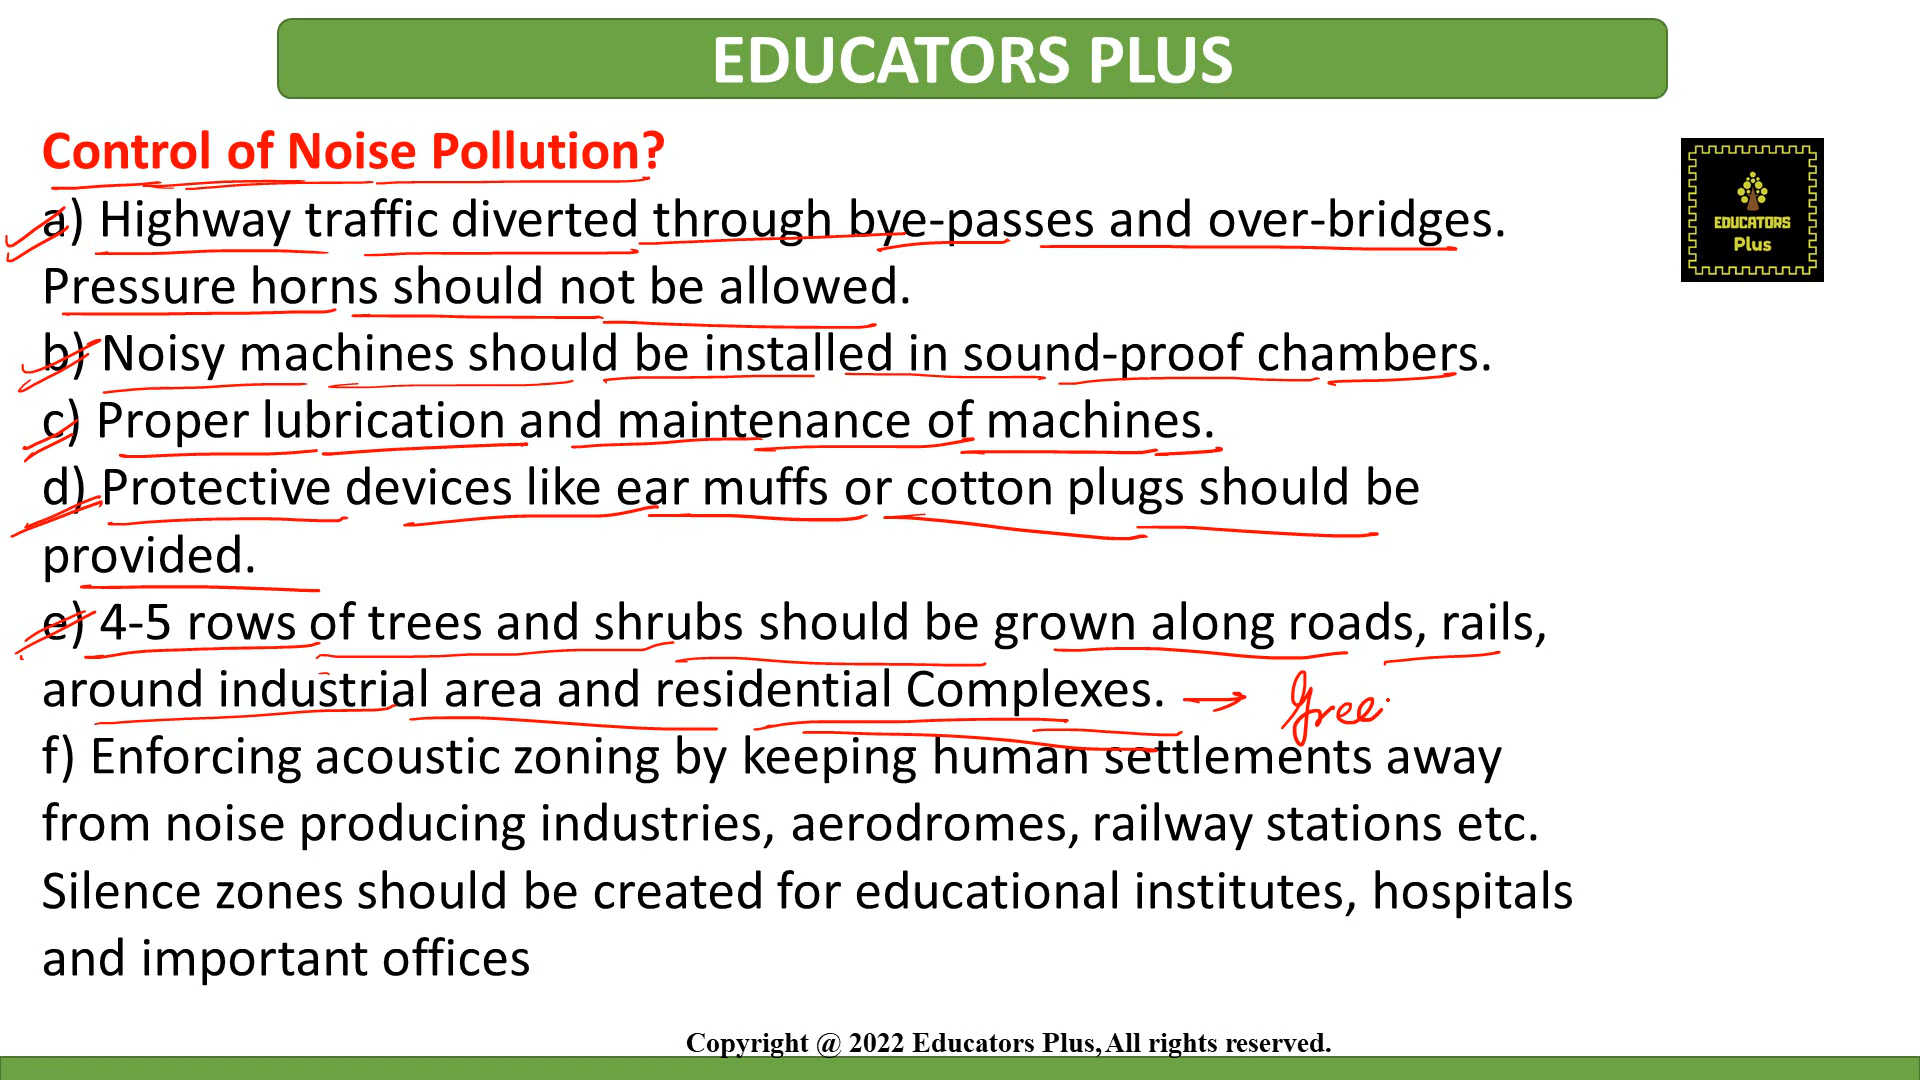 EDUCATORS PLUS
Control of Noise Pollution?
a) Highway traffic diverted through bye-passes and over-bridges.
Pressure horns should not be allowed.
b) Noisy machines should be installed in sound-proof chambers.
c) Proper lubrication and maintenance of machines.
d) Protective devices like ear muffs or cotton plugs should be
provided.
e) 4-5 rows of trees and shrubs should be grown along roads, rails,
around industrial area and residential Complexes. → Gree
f) Enforcing acoustic zoning by keeping human settlements away
from noise producing industries, aerodromes, railway stations etc.
Silence zones should be created for educational institutes, hospitals
and important offices
EDUCATORS
Plus
Copyright @ 2022 Educators Plus, All rights reserved.